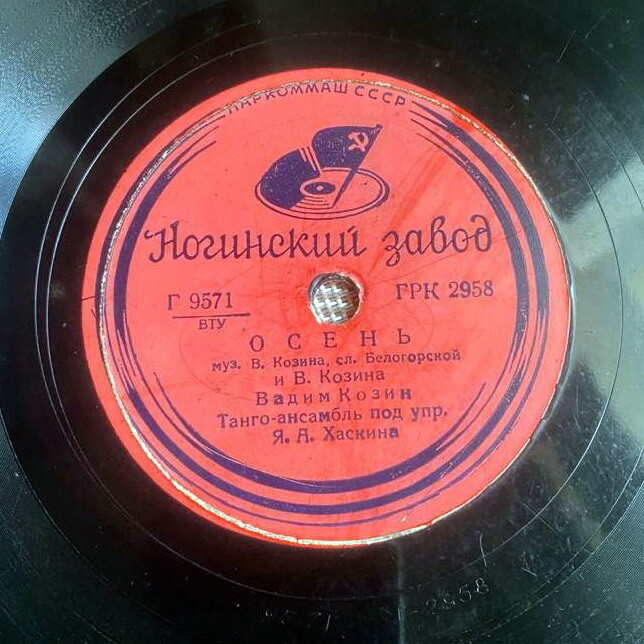 НАРКОММАШ СССР
Ногинский завод
Г 9571
ВТУ
ГРК 2958
ОСЕНЬ
муз. В. Козина, сл. Белогорской
и В. Козина
Вадим Козин
Танго-ансамбль под упр.
Я. А. Хаскина
2958